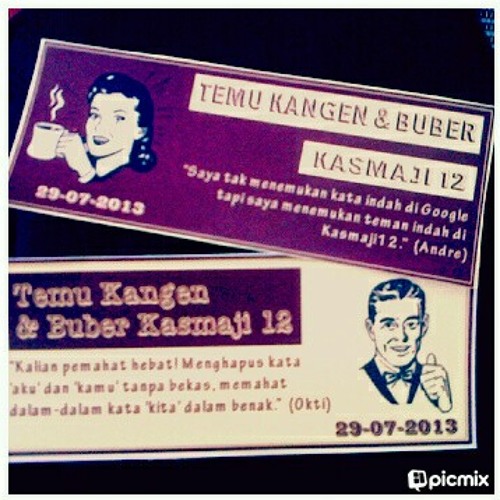 TEMU KANGEN & BUBER
KASMAJI 12
"Saya tak menemukan kata indah di Google
tapi saya menemukan teman indah di
Kasmaji12." (Andre)
29-07-2013
Temu Kangen
& Buber Kasmaji 12
"Kalian pemahat hebat! Menghapus kata
'aku' dan 'kamu' tanpa bekas, memahat
dalam-dalam kata 'kita' dalam benak." (Okti)
29-07-2013
picmix